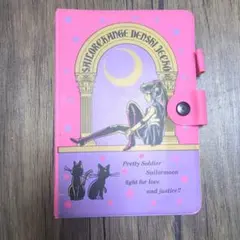 SAILORCHANGE DENSHI TECHO
Pretty Soldier
Sailormoon
fight for love
and justice!!